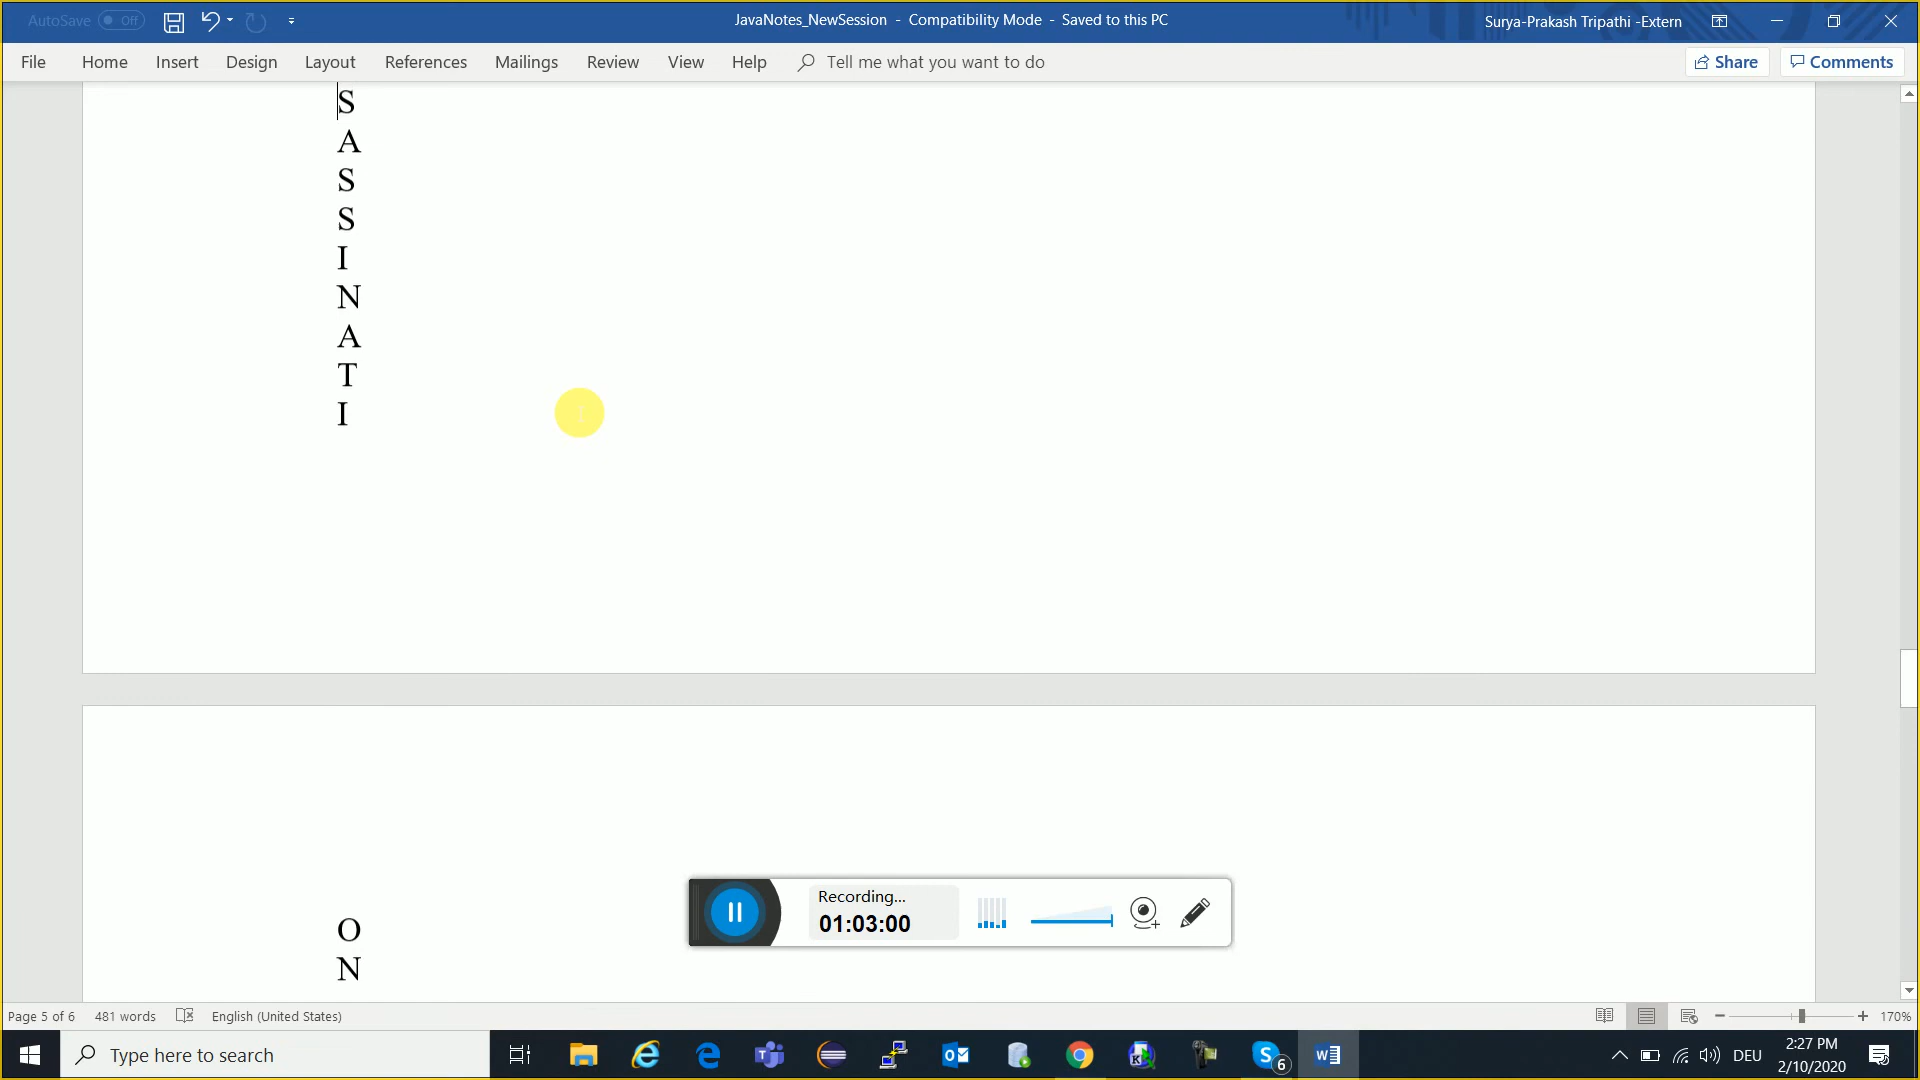 AutoSave Off
JavaNotes_NewSession - Compatibility Mode - Saved to this PC
Surya-Prakash Tripathi -Extern
File Home Insert Design Layout References Mailings Review View Help Tell me what you want to do
Share Comments
S
A
S
S
I
N
A
T
I
O
N
Recording...
01:03:00
Page 5 of 6 481 words English (United States)
170%
Type here to search
6
DEU
2:27 PM
2/10/2020